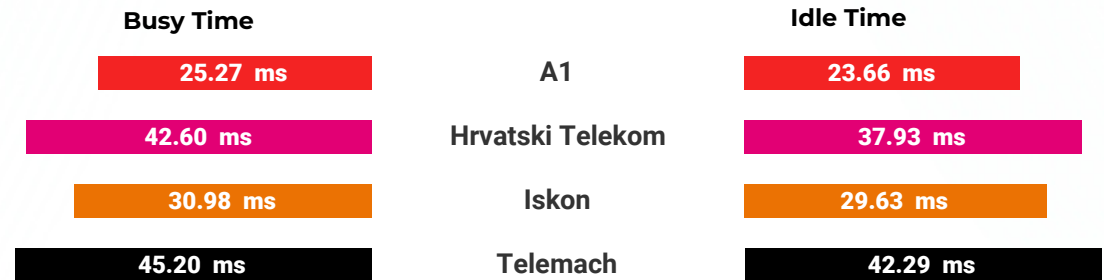 Busy Time Idle Time
25.27 ms A1 23.66 ms
42.60 ms Hrvatski Telekom 37.93 ms
30.98 ms Iskon 29.63 ms
45.20 ms Telemach 42.29 ms